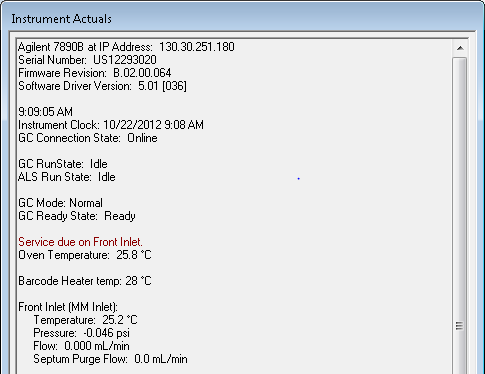 Instrument Actuals
Agilent 7890B at IP Address: 130.30.251.180
Serial Number: US12293020
Firmware Revision: B.02.00.064
Software Driver Version: 5.01 [036]
9:09:05 AM
Instrument Clock: 10/22/2012 9:08 AM
GC Connection State: Online
GC RunState: Idle
ALS Run State: Idle
GC Mode: Normal
GC Ready State: Ready
Service due on Front Inlet.
Oven Temperature: 25.8 °C
Barcode Heater temp: 28 °C
Front Inlet (MM Inlet):
Temperature: 25.2 °C
Pressure: -0.046 psi
Flow: 0.000 mL/min
Septum Purge Flow: 0.0 mL/min